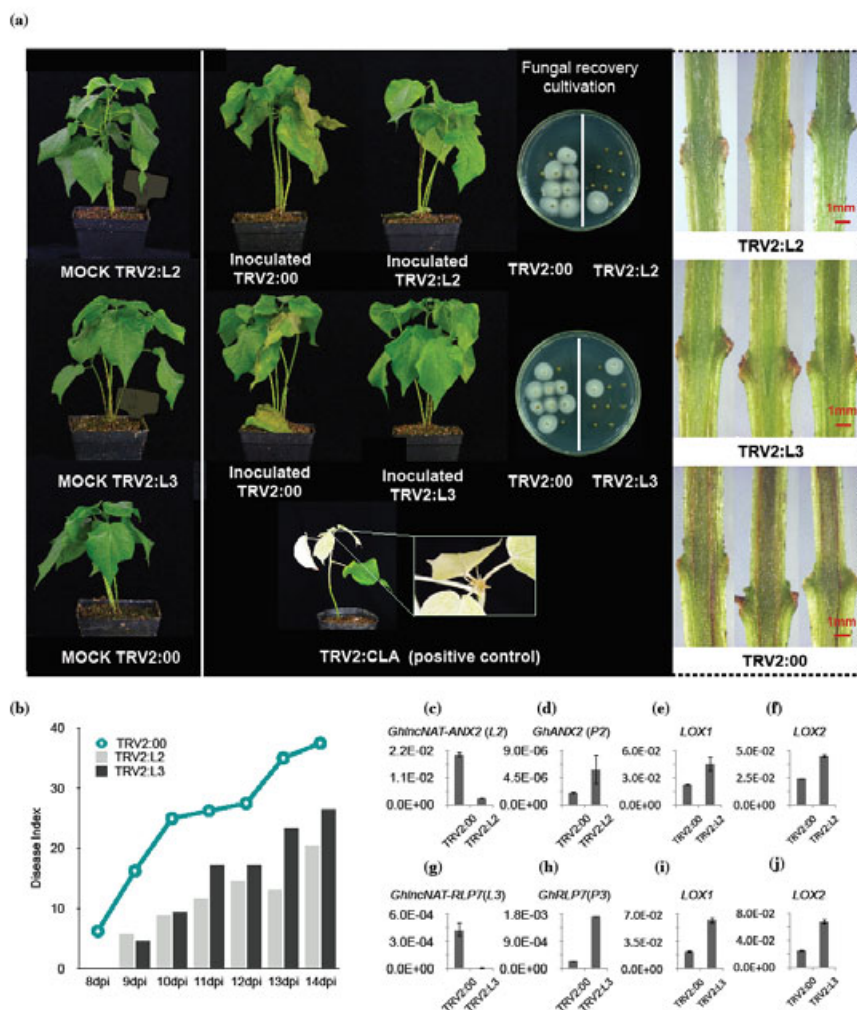 (a)
Fungal recovery
cultivation
MOCK TRV2:L2
Inoculated
TRV2:00
Inoculated
TRV2:L2
TRV2:00
TRV2:L2
1mm
TRV2:L2
MOCK TRV2:L3
Inoculated
TRV2:00
Inoculated
TRV2:L3
TRV2:00
TRV2:L3
1mm
TRV2:L3
MOCK TRV2:00
TRV2:CLA (positive control)
1mm
TRV2:00
(b)
40
30
20
10
0
Disease Index
TRV2:00
TRV2:L2
TRV2:L3
8dpi 9dpi 10dpi 11dpi 12dpi 13dpi 14dpi
(c)
GhlncNAT-ANX2 (L2)
2.2E-02
1.1E-02
0.0E+00
TRV2:00
TRV2:L2
(d)
GhANX2 (P2)
9.0E-06
4.5E-06
0.0E+00
TRV2:00
TRV2:L2
(e)
LOX1
6.0E-02
3.0E-02
0.0E+00
TRV2:00
TRV2:L2
(f)
LOX2
5.0E-02
2.5E-02
0.0E+00
TRV2:00
TRV2:L2
(g)
GhlncNAT-RLP7(L3)
6.0E-04
3.0E-04
0.0E+00
TRV2:00
TRV2:L3
(h)
GhRLP7(P3)
1.8E-03
9.0E-04
0.0E+00
TRV2:00
TRV2:L3
(i)
LOX1
7.0E-02
3.5E-02
0.0E+00
TRV2:00
TRV2:L3
(j)
LOX2
8.0E-02
4.0E-02
0.0E+00
TRV2:00
TRV2:L3